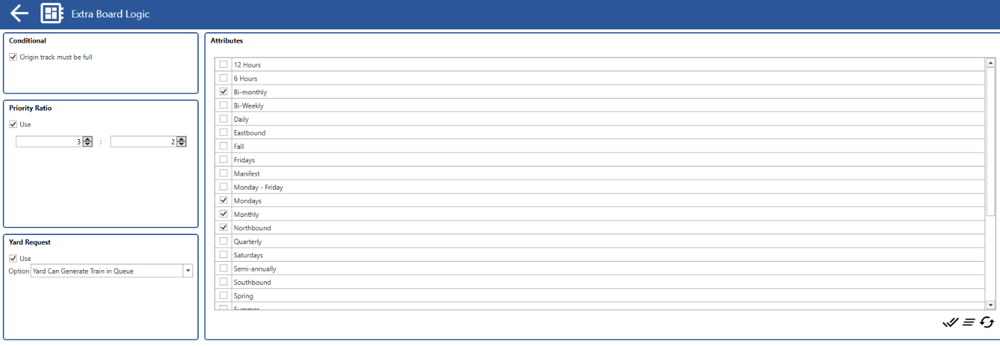 Extra Board Logic
Conditional
Origin track must be full
Priority Ratio
Use
3 : 2
Yard Request
Use
Option Yard Can Generate Train in Queue
Attributes
12 Hours
6 Hours
Bi-monthly
Bi-Weekly
Daily
Eastbound
Fall
Fridays
Manifest
Monday - Friday
Mondays
Monthly
Northbound
Quarterly
Saturdays
Semi-annually
Southbound
Spring
Summer